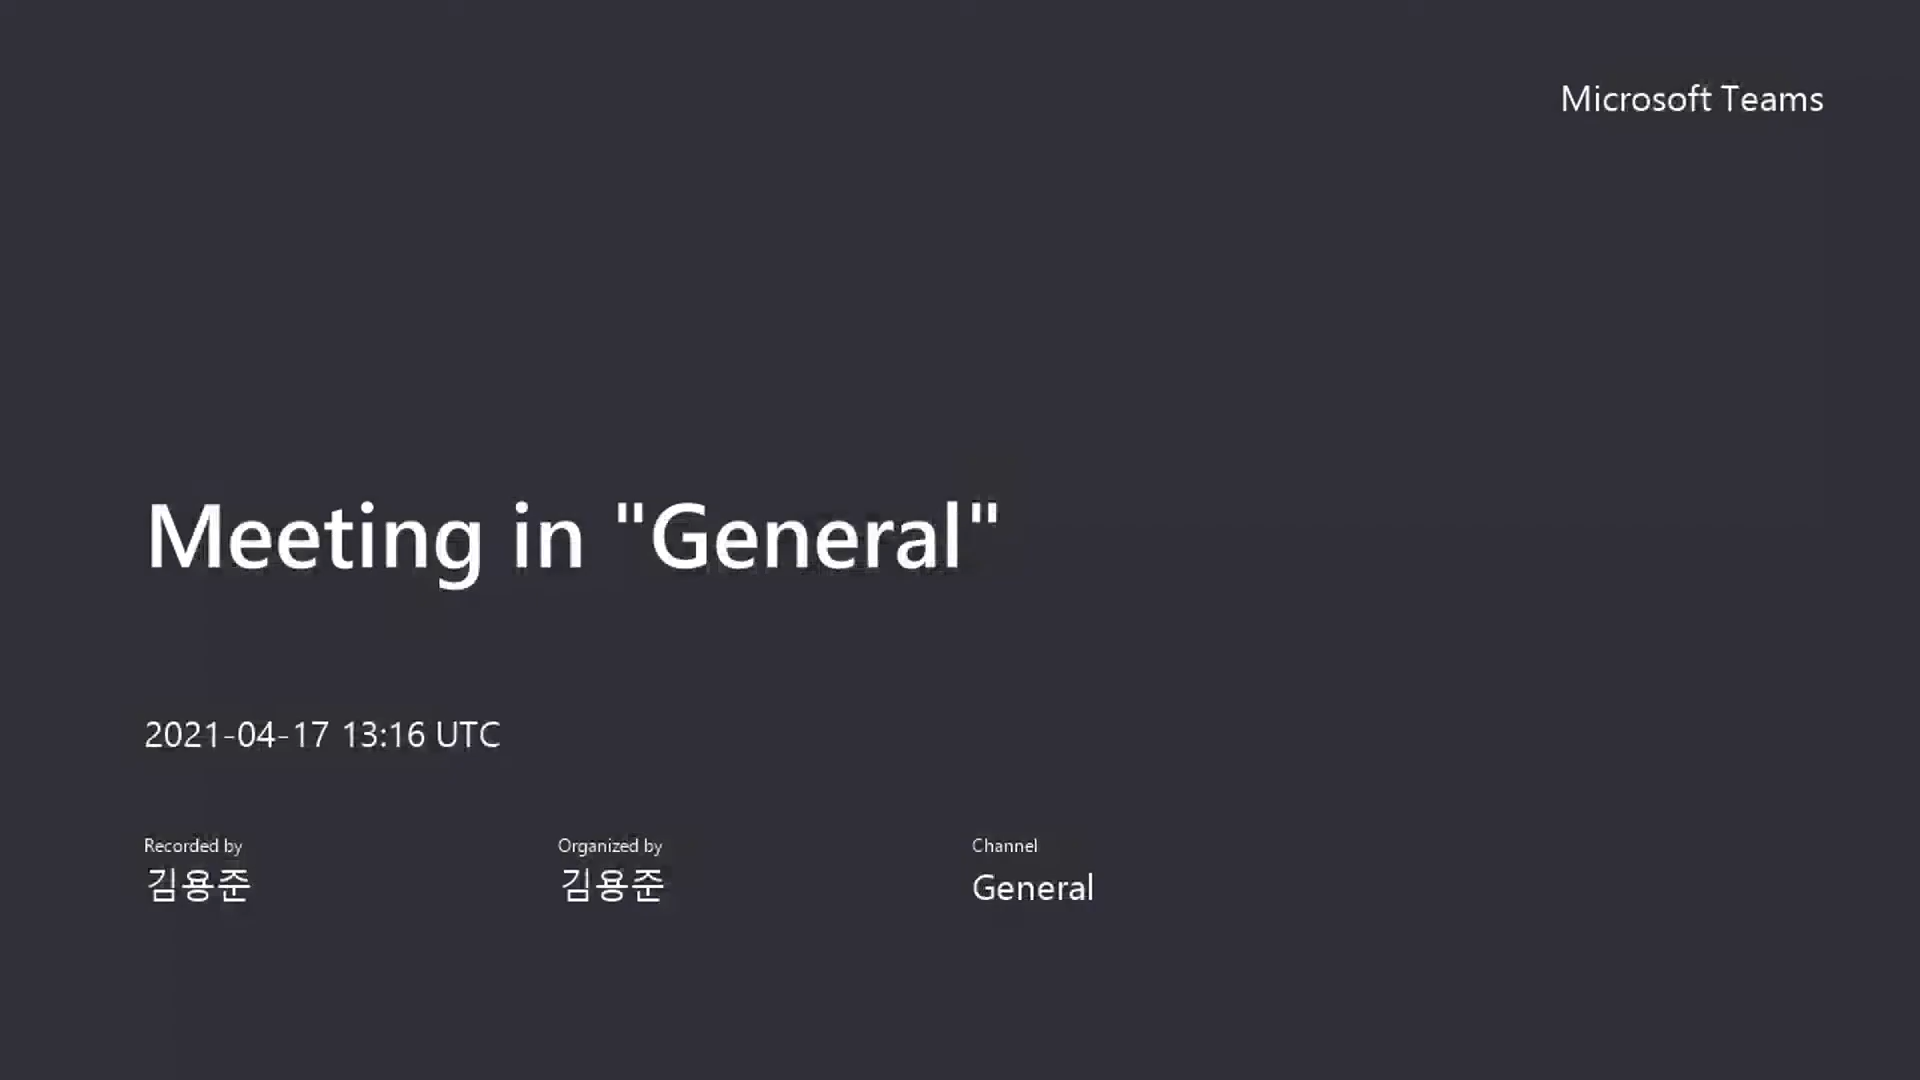 Microsoft Teams
Meeting in "General"
2021-04-17 13:16 UTC
Recorded by
김용준
Organized by
김용준
Channel
General